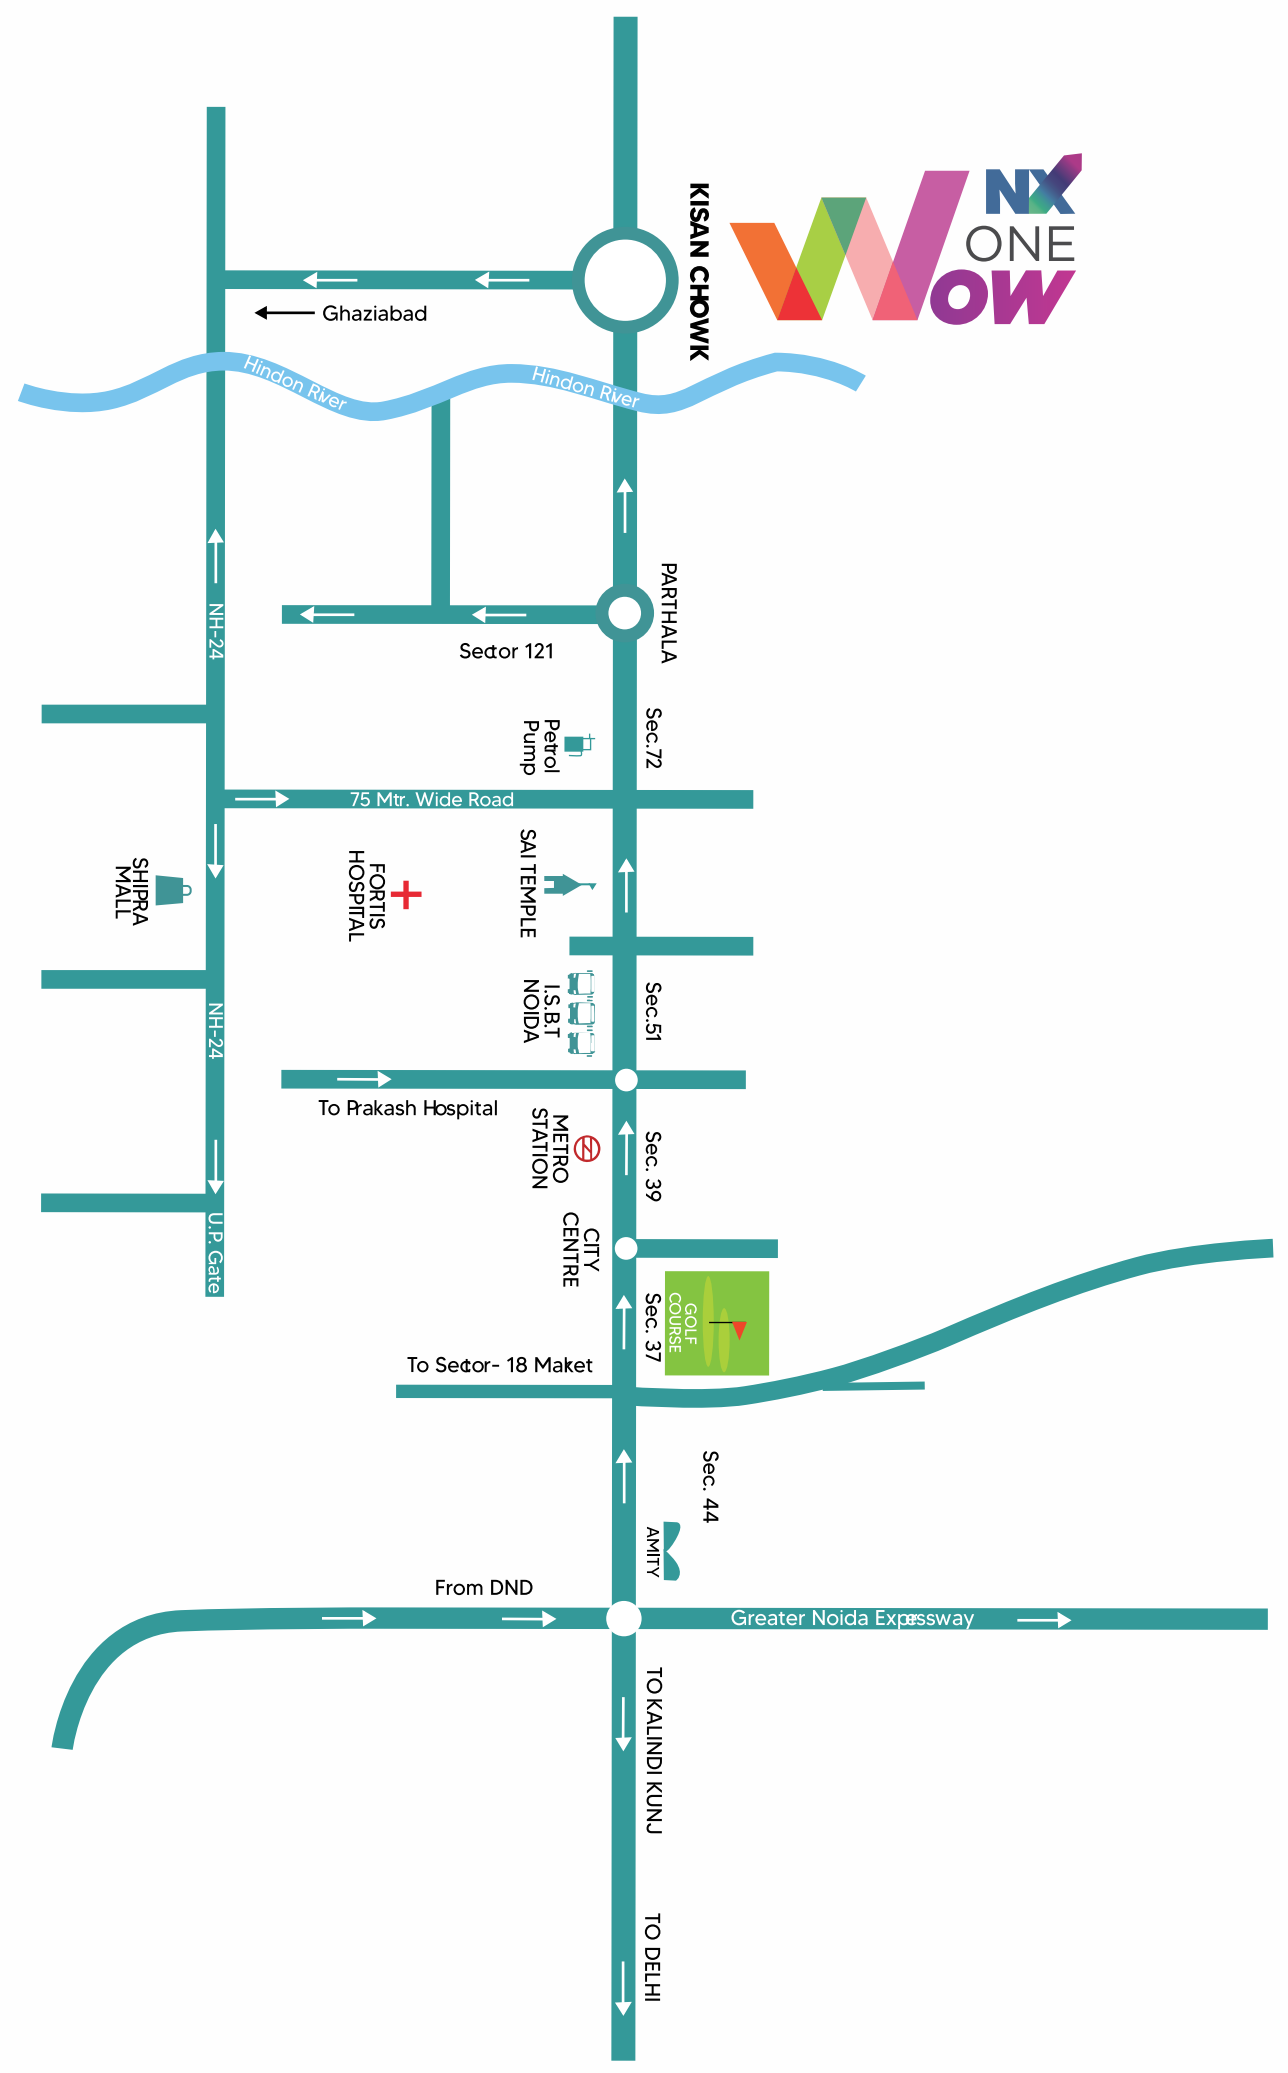 NX
ONE
WOW
KISAN CHOWK
Ghaziabad
Hindon River
Hindon River
PARTHALA
NH-24
Sector 121
Sec.72
Petrol
Pump
75 Mtr. Wide Road
SAI TEMPLE
FORTIS
HOSPITAL
SHIPRA
MALL
Sec.51
I.S.B.T
NOIDA
NH-24
To Prakash Hospital
METRO
STATION
Sec. 39
CITY
CENTRE
U.P. Gate
Sec. 37
GOLF
COURSE
To Sector- 18 Maket
Sec. 44
AMITY
From DND
Greater Noida Expressway
TO KALINDI KUNJ
TO DELHI